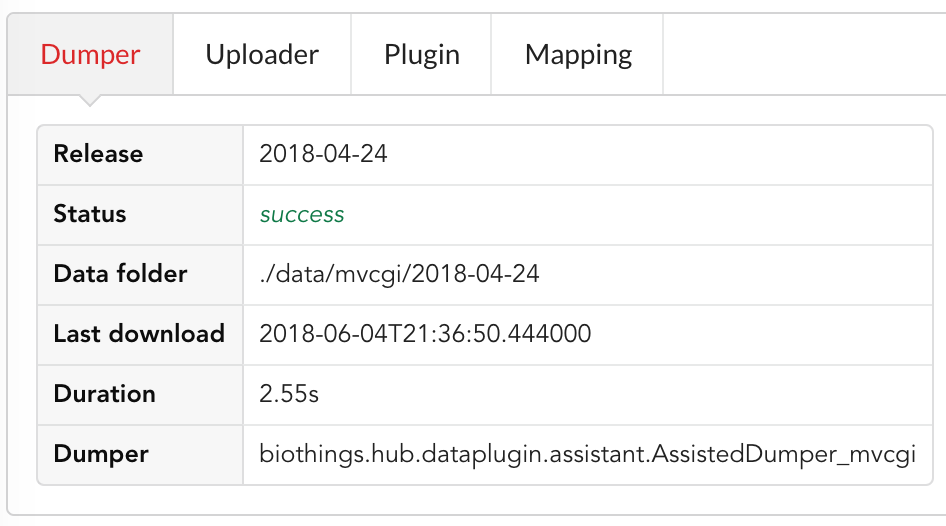 Dumper Uploader Plugin Mapping
Release 2018-04-24
Status success
Data folder ./data/mvcgi/2018-04-24
Last download 2018-06-04T21:36:50.444000
Duration 2.55s
Dumper biothings.hub.dataplugin.assistant.AssistedDumper_mvcgi